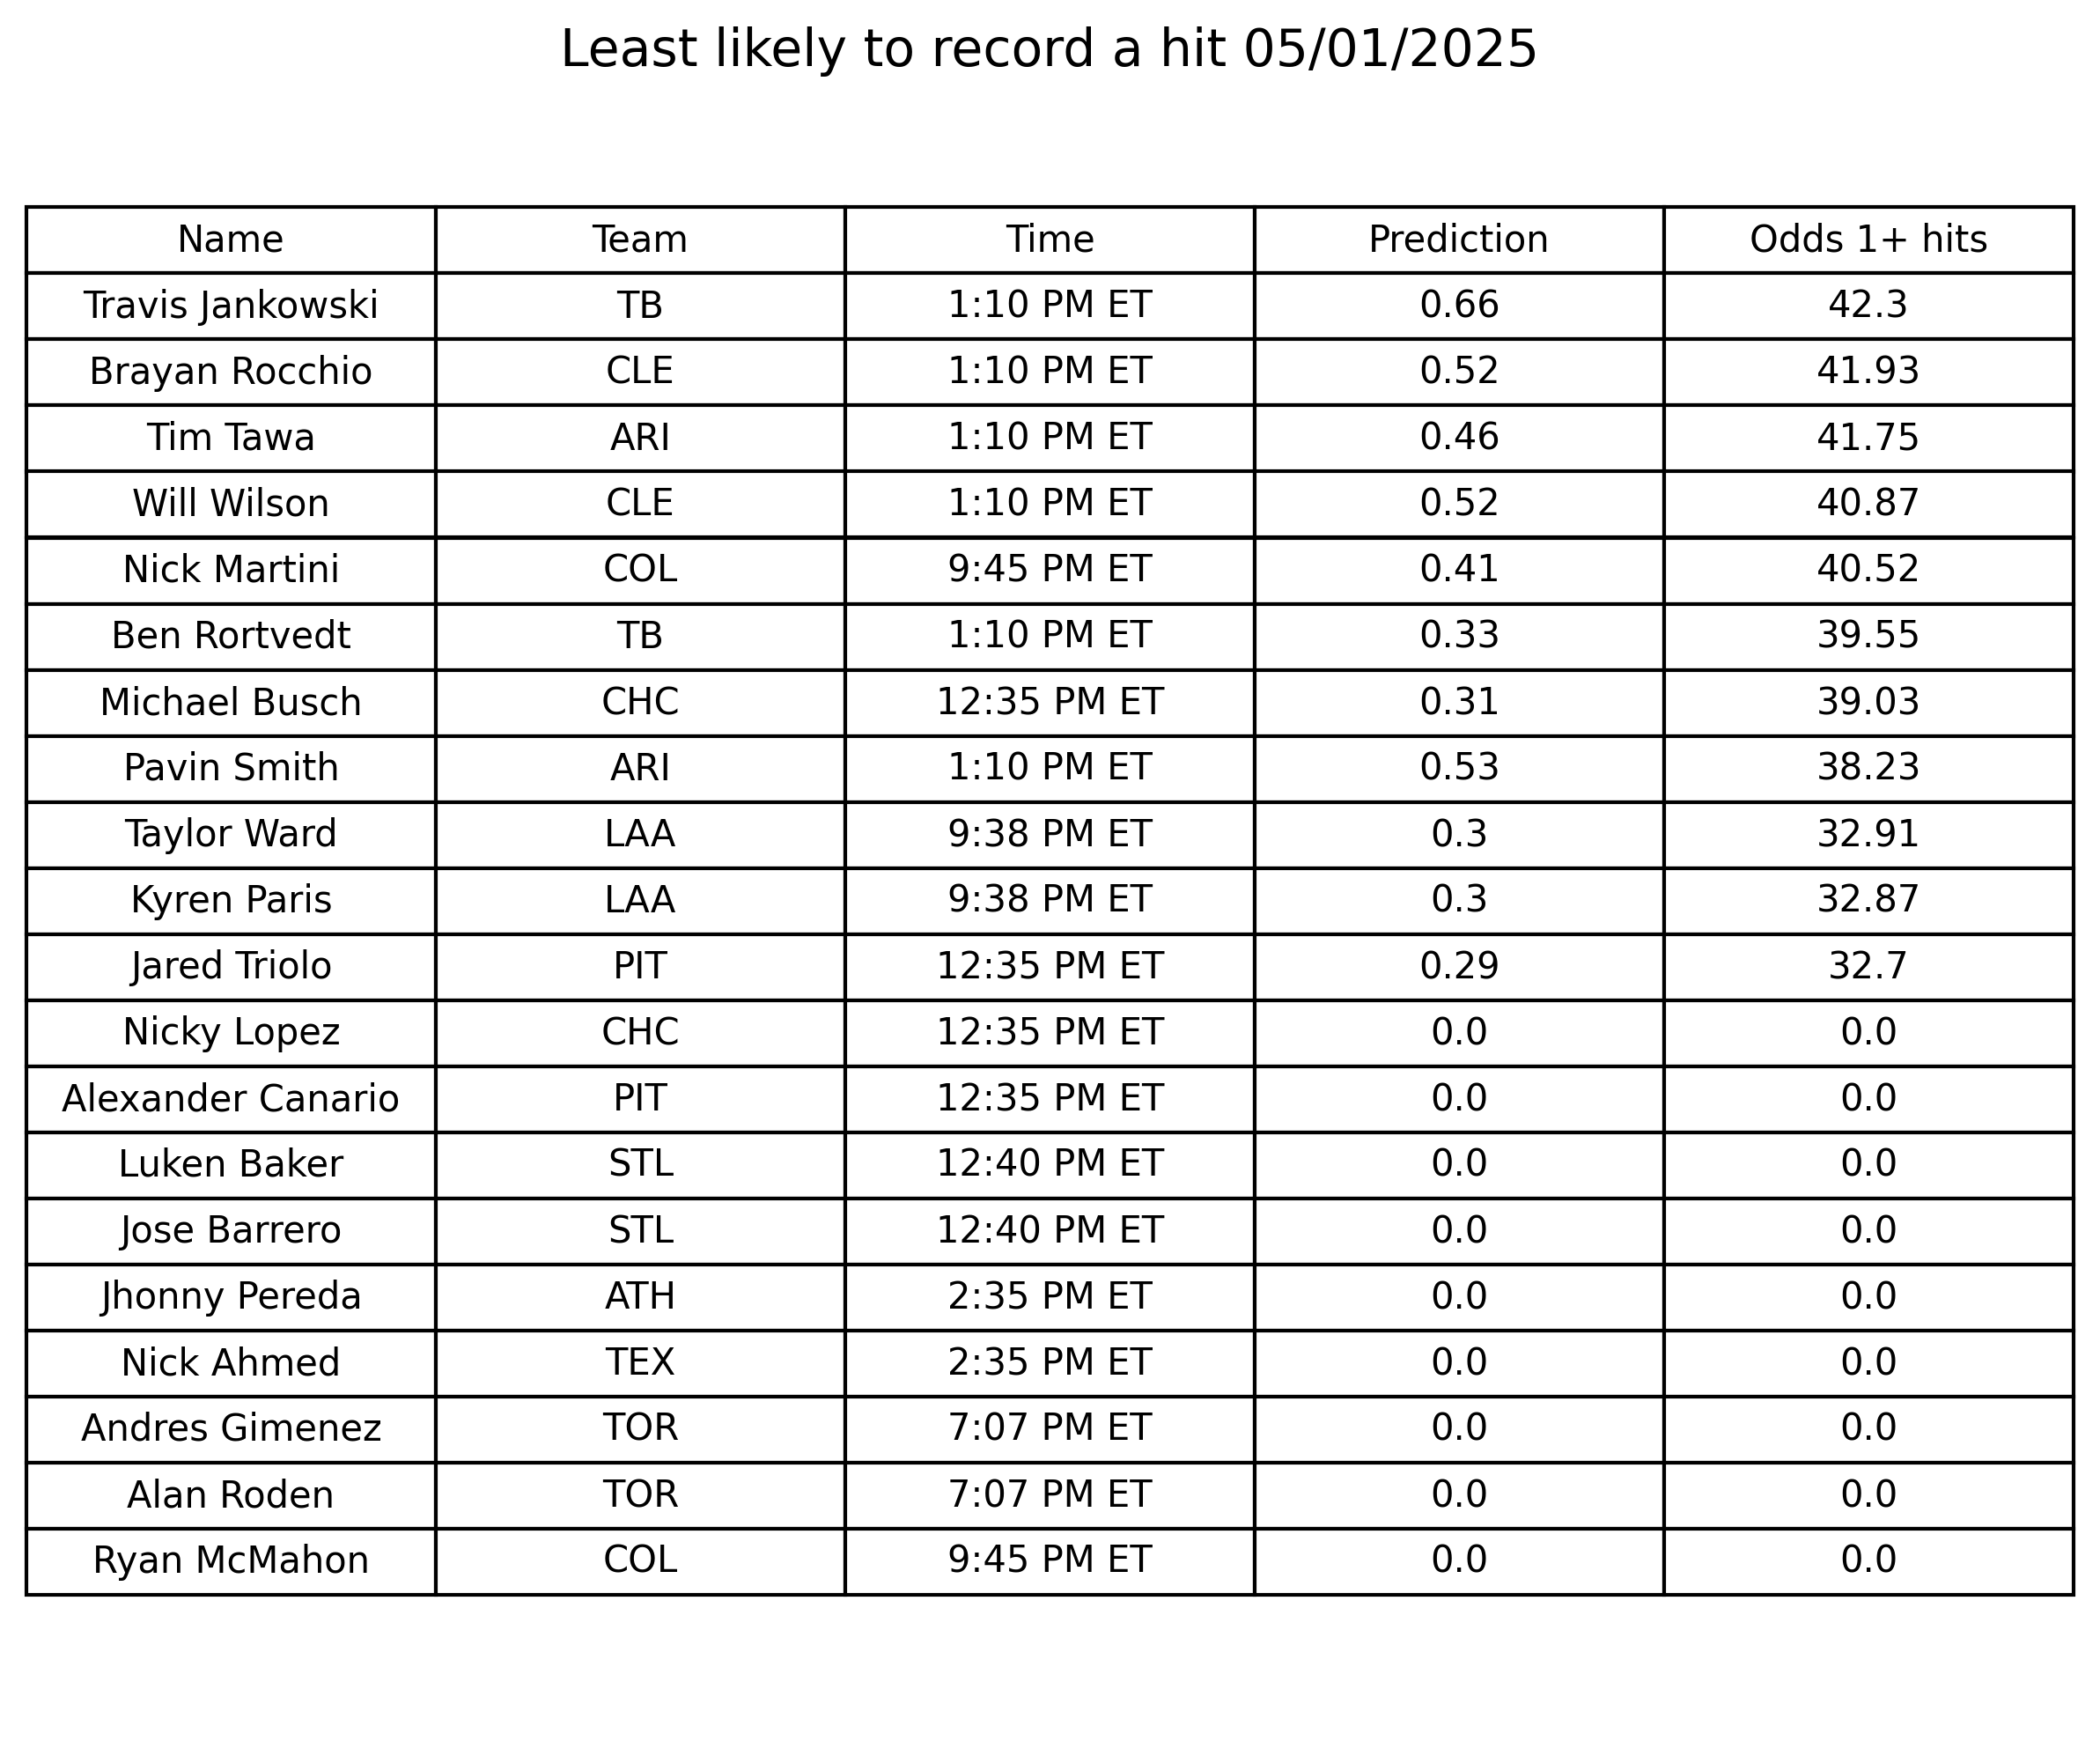 Least likely to record a hit 05/01/2025
Name Team Time Prediction Odds 1+ hits
Travis Jankowski TB 1:10 PM ET 0.66 42.3
Brayan Rocchio CLE 1:10 PM ET 0.52 41.93
Tim Tawa ARI 1:10 PM ET 0.46 41.75
Will Wilson CLE 1:10 PM ET 0.52 40.87
Nick Martini COL 9:45 PM ET 0.41 40.52
Ben Rortvedt TB 1:10 PM ET 0.33 39.55
Michael Busch CHC 12:35 PM ET 0.31 39.03
Pavin Smith ARI 1:10 PM ET 0.53 38.23
Taylor Ward LAA 9:38 PM ET 0.3 32.91
Kyren Paris LAA 9:38 PM ET 0.3 32.87
Jared Triolo PIT 12:35 PM ET 0.29 32.7
Nicky Lopez CHC 12:35 PM ET 0.0 0.0
Alexander Canario PIT 12:35 PM ET 0.0 0.0
Luken Baker STL 12:40 PM ET 0.0 0.0
Jose Barrero STL 12:40 PM ET 0.0 0.0
Jhonny Pereda ATH 2:35 PM ET 0.0 0.0
Nick Ahmed TEX 2:35 PM ET 0.0 0.0
Andres Gimenez TOR 7:07 PM ET 0.0 0.0
Alan Roden TOR 7:07 PM ET 0.0 0.0
Ryan McMahon COL 9:45 PM ET 0.0 0.0